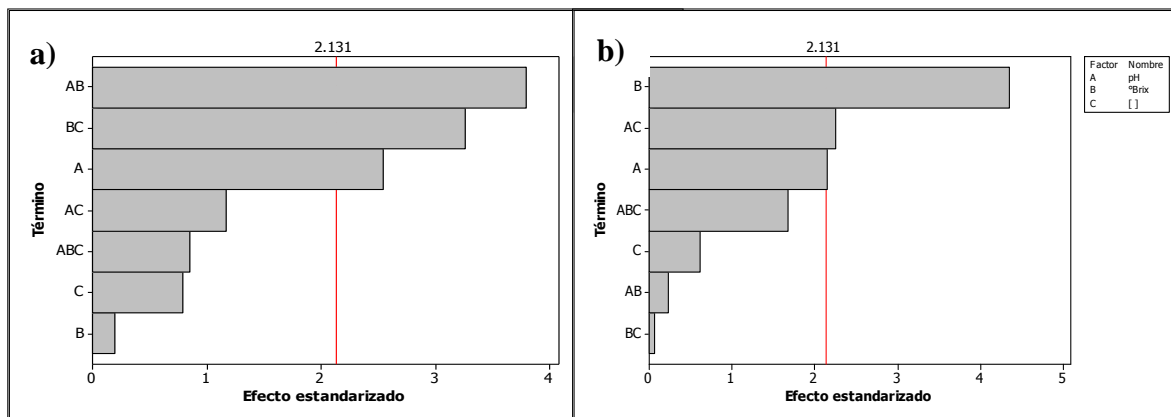 a)
2.131
Término
AB
BC
A
AC
ABC
C
B
0 1 2 3 4
Efecto estandarizado
b)
2.131
B
AC
A
ABC
C
AB
BC
Término
0 1 2 3 4 5
Efecto estandarizado
Factor Nombre
A pH
B ºBrix
C [ ]